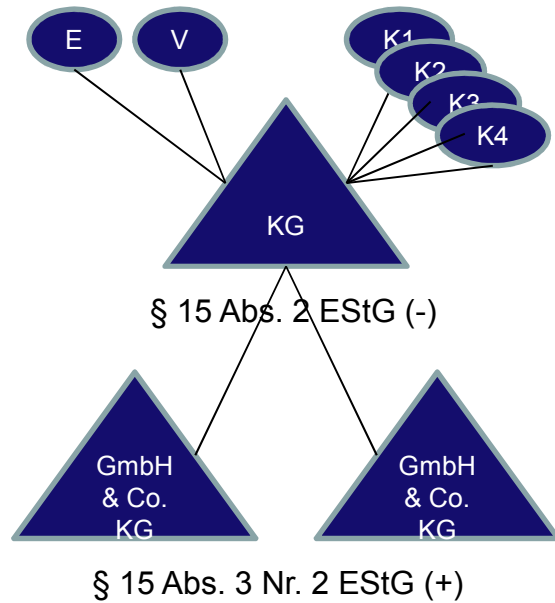 E
V
K1
K2
K3
K4
KG
§ 15 Abs. 2 EStG (-)
GmbH
& Co.
KG
GmbH
& Co.
KG
§ 15 Abs. 3 Nr. 2 EStG (+)